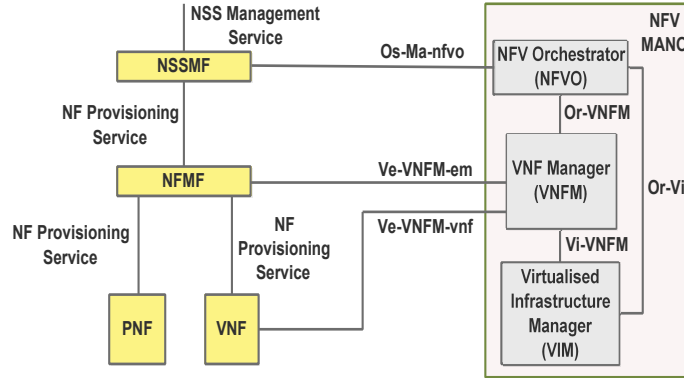 NSS Management
Service
NFV
MANO
Os-Ma-nfvo
NSSMF
NFV Orchestrator
(NFVO)
NF Provisioning
Service
Or-VNFM
NFMF
Ve-VNFM-em
VNF Manager
(VNFM)
Or-Vi
NF Provisioning
Service
NF
Provisioning
Service
Ve-VNFM-vnf
Vi-VNFM
PNF
VNF
Virtualised
Infrastructure
Manager
(VIM)